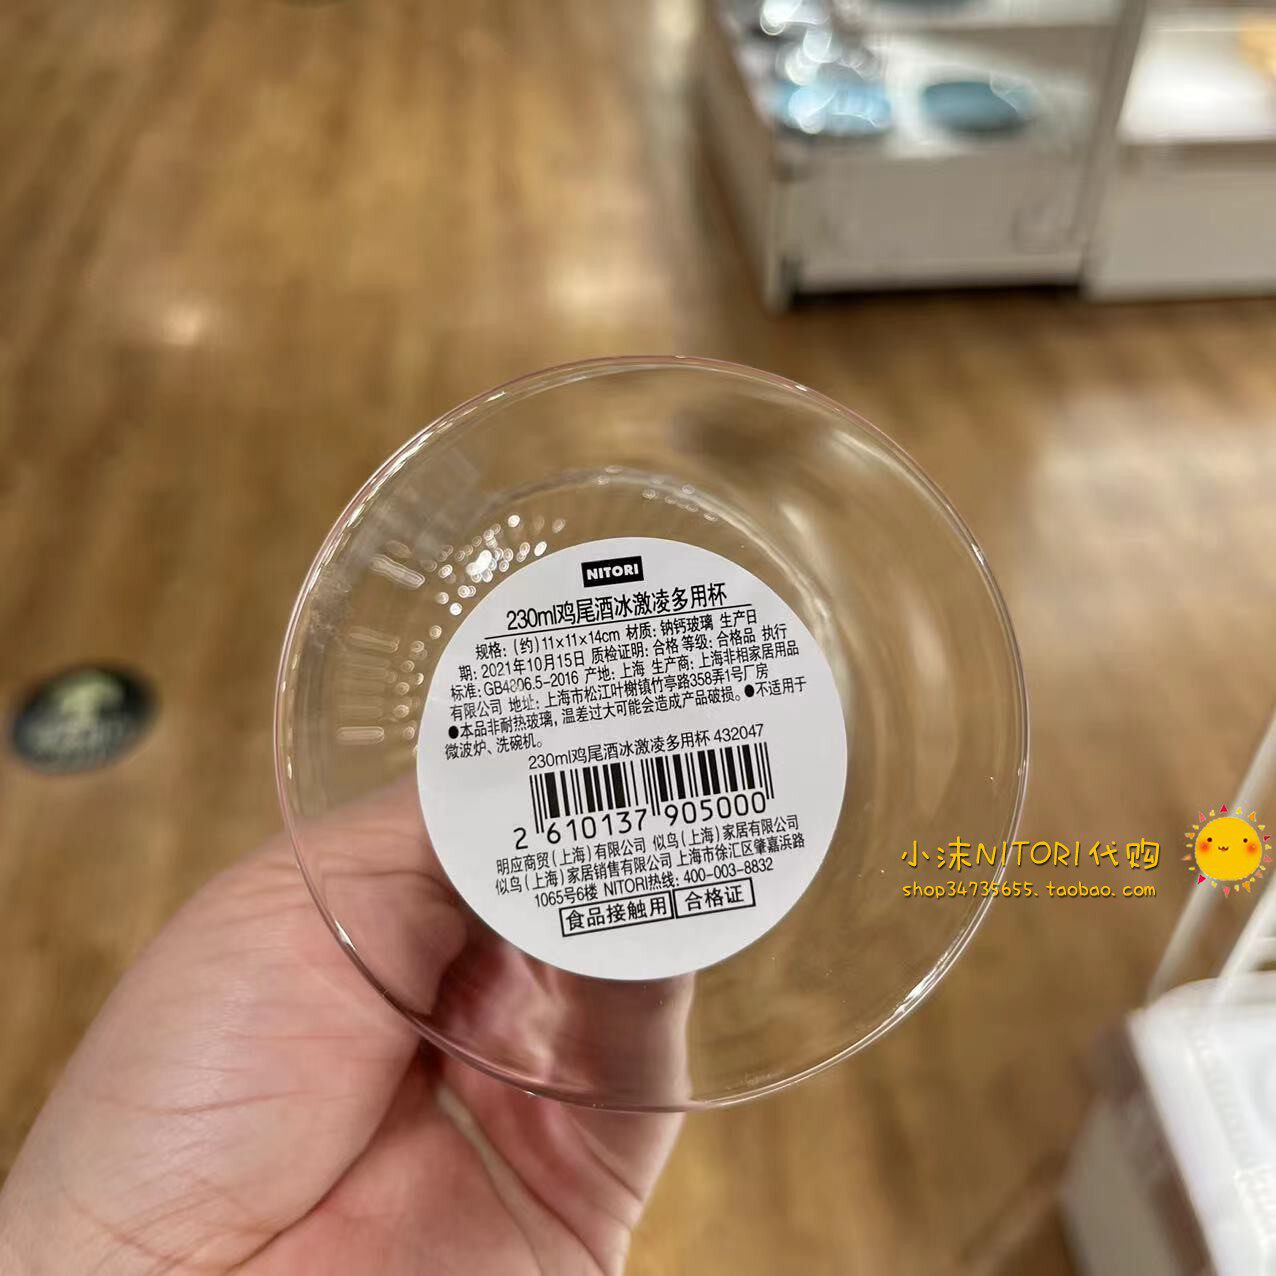 NITORI
230ml鸡尾酒冰激凌多用杯
规格：(约)11×11×14cm 材质：钠钙玻璃 生产日
期：2021年10月15日 质检证明：合格 等级：合格品 执行
标准：GB4806.5-2016 产地：上海 生产商：上海非相家居用品
有限公司 地址：上海市松江叶榭镇竹亭路358弄1号厂房
●本品非耐热玻璃，温差过大可能会造成产品破损。●不适用于
微波炉、洗碗机。
230ml鸡尾酒冰激凌多用杯 432047
2 610137 905000
明应商贸(上海)有限公司 似鸟(上海)家居有限公司
似鸟(上海)家居销售有限公司 上海市徐汇区肇嘉浜路
1065号6楼 NITORI热线：400-003-8832
食品接触用 合格证
小沫NITORI代购
shop34735655.taobao.com